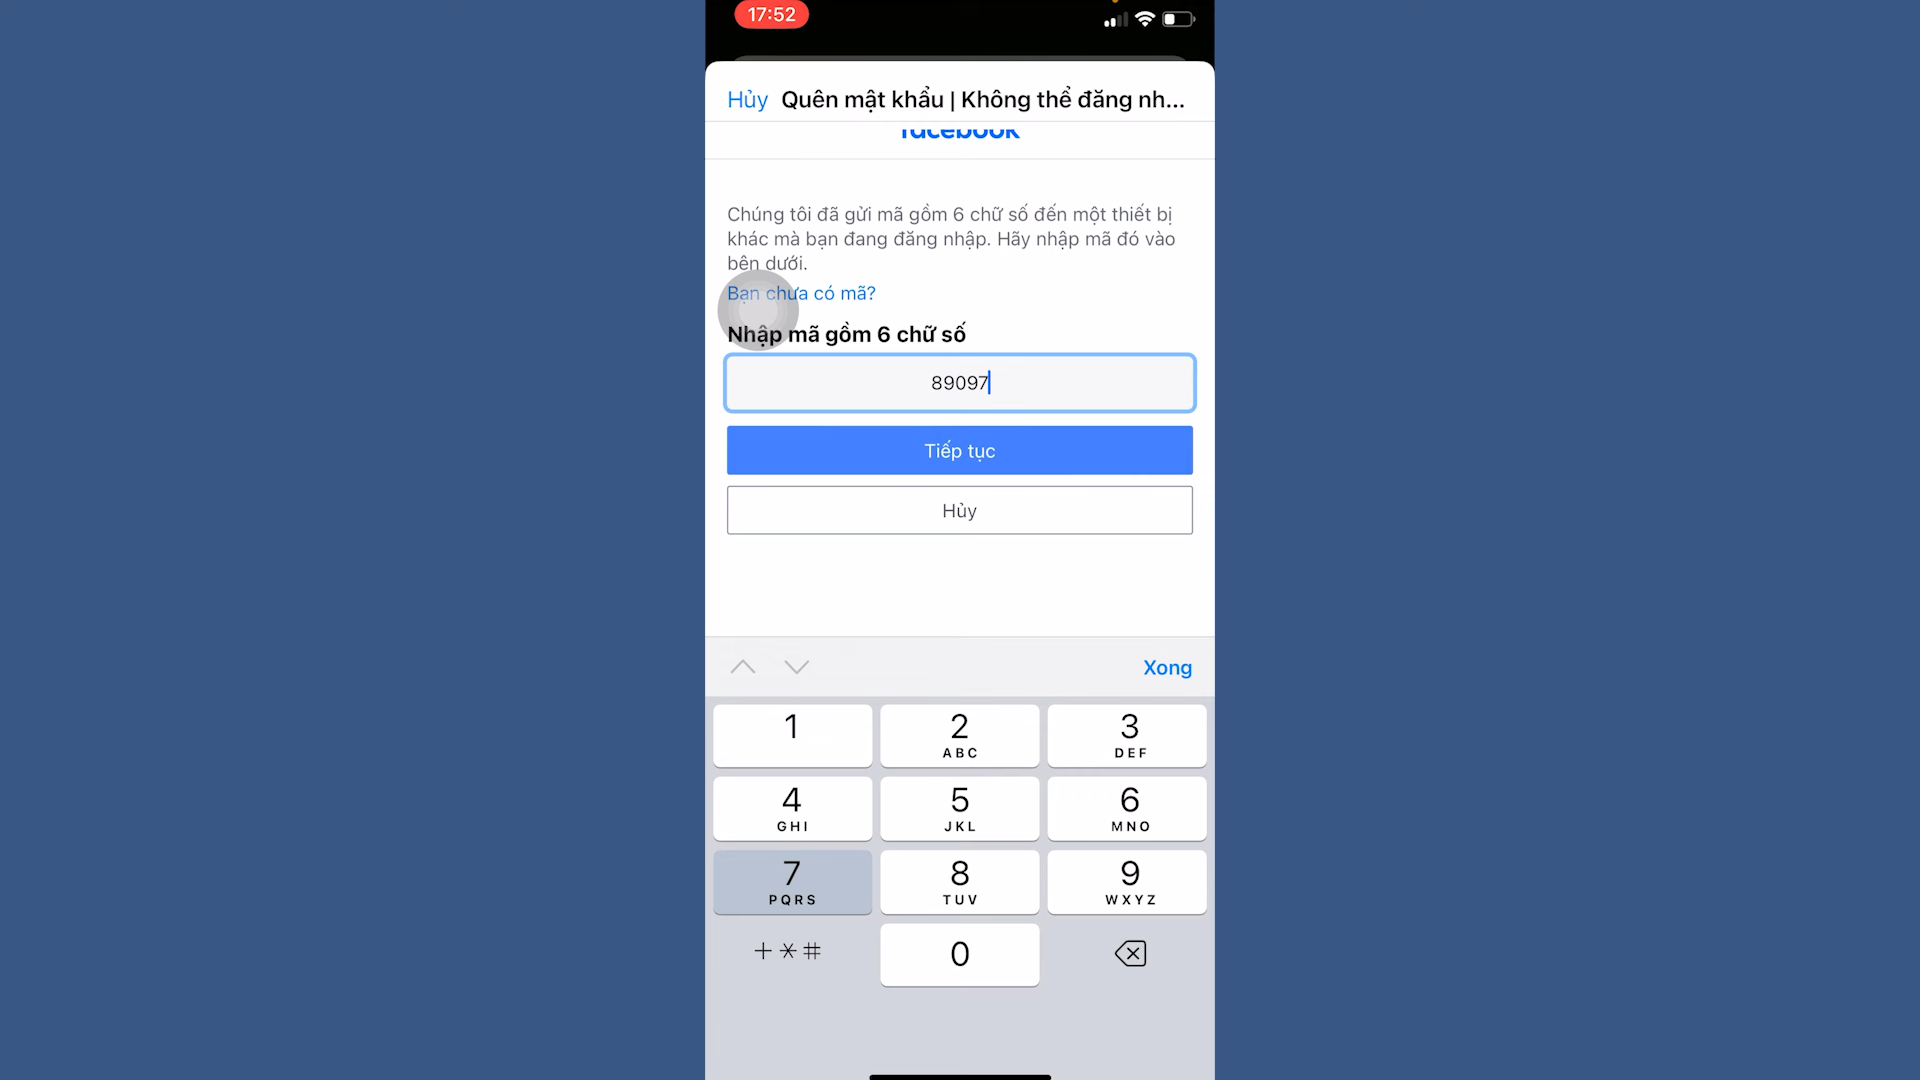 17:52
Hủy Quên mật khẩu | Không thể đăng nh...
facebook
Chúng tôi đã gửi mã gồm 6 chữ số đến một thiết bị
khác mà bạn đang đăng nhập. Hãy nhập mã đó vào
bên dưới.
Bạn chưa có mã?
Nhập mã gồm 6 chữ số
89097
Tiếp tục
Hủy
Xong
1 2 3
ABC DEF
4 5 6
GHI JKL MNO
7 8 9
PQRS TUV WXYZ
+*# 0